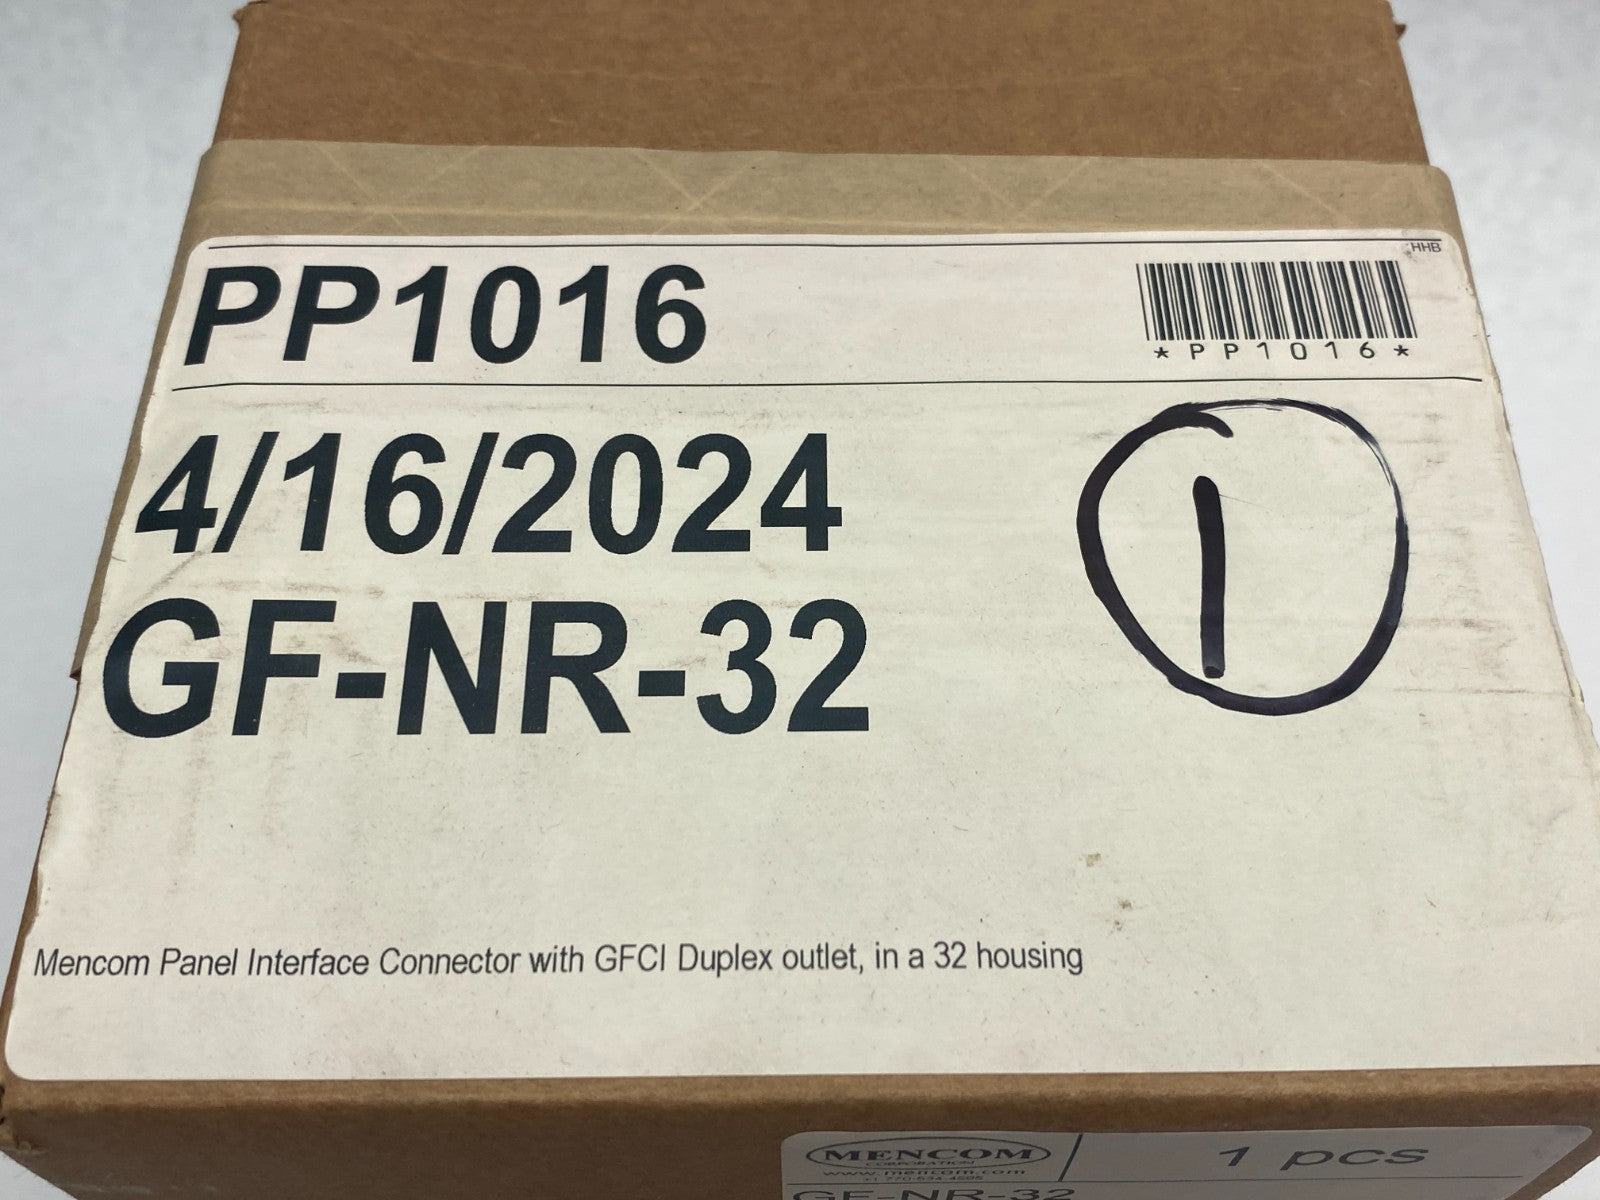 HHB
PP1016
*PP1016*
4/16/2024
1
GF-NR-32
Mencom Panel Interface Connector with GFCI Duplex outlet, in a 32 housing
MENCOM
CORPORATION
1 pcs
www.mencom.com
GF-NR-32